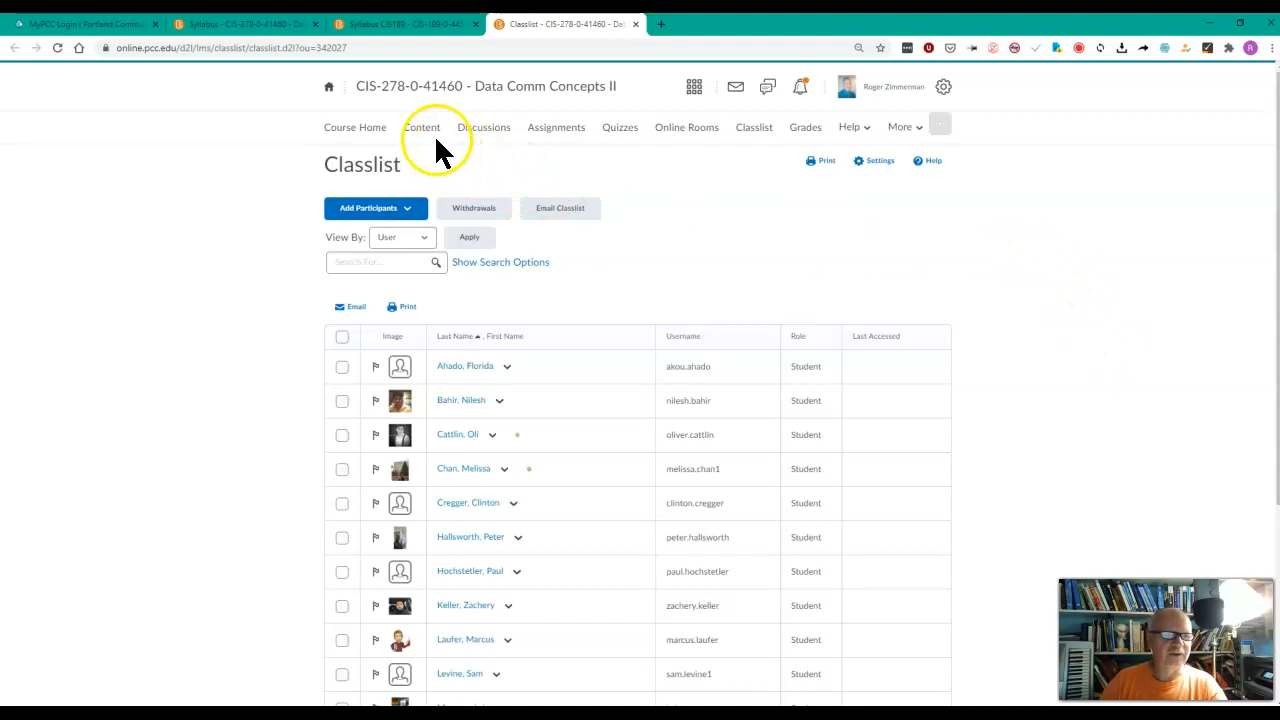 MyPCC Login | Portland Commu
Syllabus - CIS-278-0-41460 - Da
Syllabus CIS189 - CIS-189-0-443
Classlist - CIS-278-0-41460 - Dat
online.pcc.edu/d2l/lms/classlist/classlist.d2l?ou=342027
CIS-278-0-41460 - Data Comm Concepts II
Roger Zimmerman
Course Home Content Discussions Assignments Quizzes Online Rooms Classlist Grades Help More
Classlist
Print Settings Help
Add Participants Withdrawals Email Classlist
View By: User Apply
Search For... Show Search Options
Email Print
Image Last Name , First Name Username Role Last Accessed
Ahado, Florida akou.ahado Student
Bahir, Nilesh nilesh.bahir Student
Cattlin, Oli oliver.cattlin Student
Chan, Melissa melissa.chan1 Student
Cregger, Clinton clinton.cregger Student
Hallsworth, Peter peter.hallsworth Student
Hochstetler, Paul paul.hochstetler Student
Keller, Zachery zachery.keller Student
Laufer, Marcus marcus.laufer Student
Levine, Sam sam.levine1 Student